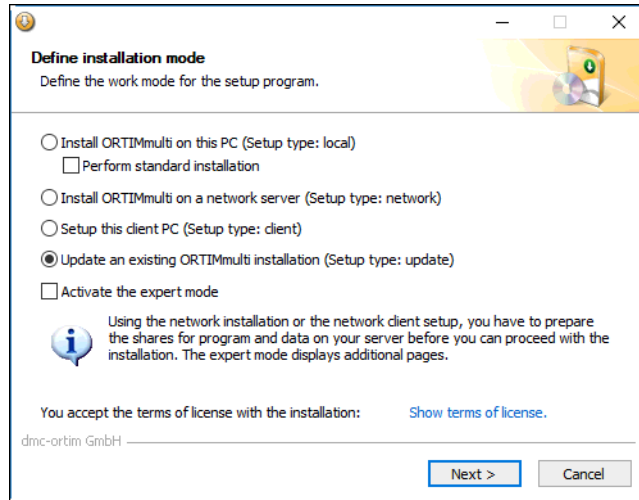 Define installation mode
Define the work mode for the setup program.
Install ORTIMmulti on this PC (Setup type: local)
Perform standard installation
Install ORTIMmulti on a network server (Setup type: network)
Setup this client PC (Setup type: client)
Update an existing ORTIMmulti installation (Setup type: update)
Activate the expert mode
Using the network installation or the network client setup, you have to prepare
the shares for program and data on your server before you can proceed with the
installation. The expert mode displays additional pages.
You accept the terms of license with the installation: Show terms of license.
dmc-ortim GmbH
Next > Cancel